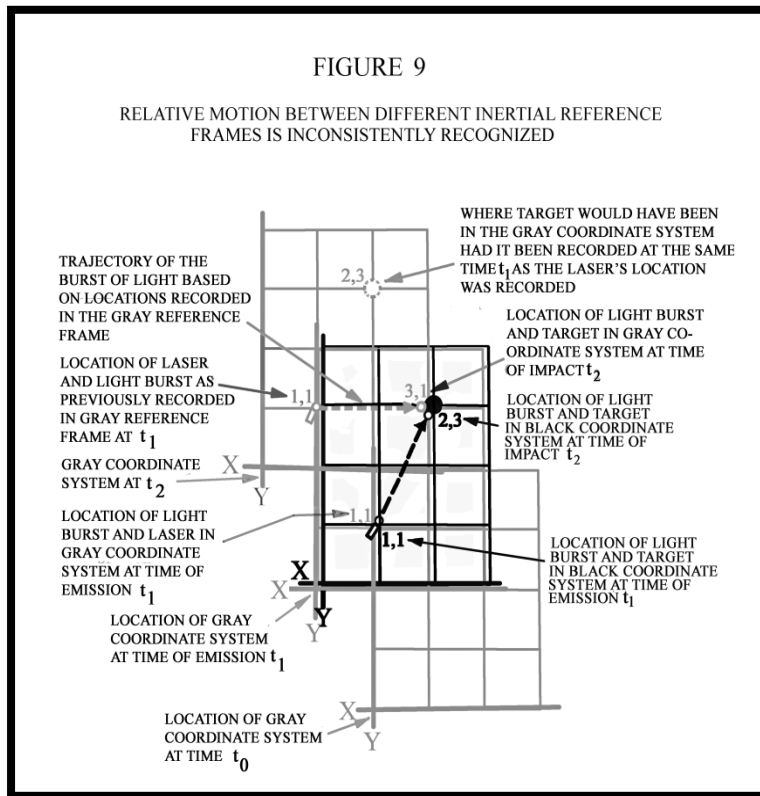 FIGURE 9
RELATIVE MOTION BETWEEN DIFFERENT INERTIAL REFERENCE
FRAMES IS INCONSISTENTLY RECOGNIZED
WHERE TARGET WOULD HAVE BEEN
IN THE GRAY COORDINATE SYSTEM
HAD IT BEEN RECORDED AT THE SAME
TIME t1 AS THE LASER'S LOCATION
WAS RECORDED
TRAJECTORY OF THE
BURST OF LIGHT BASED
ON LOCATIONS RECORDED
IN THE GRAY REFERENCE
FRAME
2,3
LOCATION OF LIGHT BURST
AND TARGET IN GRAY CO-
ORDINATE SYSTEM AT TIME
OF IMPACT t2
LOCATION OF LASER
AND LIGHT BURST AS
PREVIOUSLY RECORDED
IN GRAY REFERENCE
FRAME AT t1
1,1
3,1
2,3
LOCATION OF LIGHT
BURST AND TARGET
IN BLACK COORDINATE
SYSTEM AT TIME OF
IMPACT t2
GRAY COORDINATE
SYSTEM AT t2
X
Y
LOCATION OF LIGHT
BURST AND LASER IN
GRAY COORDINATE
SYSTEM AT TIME OF
EMISSION t1
1,1
1,1
LOCATION OF LIGHT
BURST AND TARGET
IN BLACK COORDINATE
SYSTEM AT TIME OF
EMISSION t1
X
X
Y
Y
LOCATION OF GRAY
COORDINATE SYSTEM
AT TIME OF EMISSION t1
X
Y
LOCATION OF GRAY
COORDINATE SYSTEM
AT TIME t0